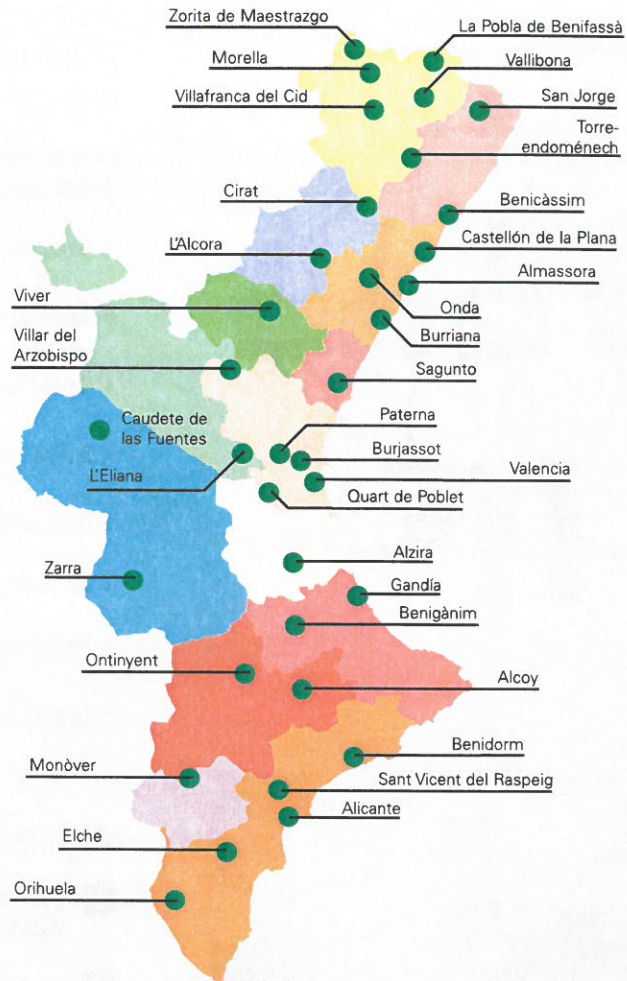 Zorita de Maestrazgo
La Pobla de Benifassà
Morella
Vallibona
Villafranca del Cid
San Jorge
Torre-
endoménech
Cirat
Benicàssim
L'Alcora
Castellón de la Plana
Almassora
Viver
Onda
Villar del
Arzobispo
Burriana
Sagunto
Caudete de
las Fuentes
Paterna
L'Eliana
Burjassot
Valencia
Quart de Poblet
Alzira
Zarra
Gandía
Benigànim
Ontinyent
Alcoy
Benidorm
Monòver
Sant Vicent del Raspeig
Alicante
Elche
Orihuela